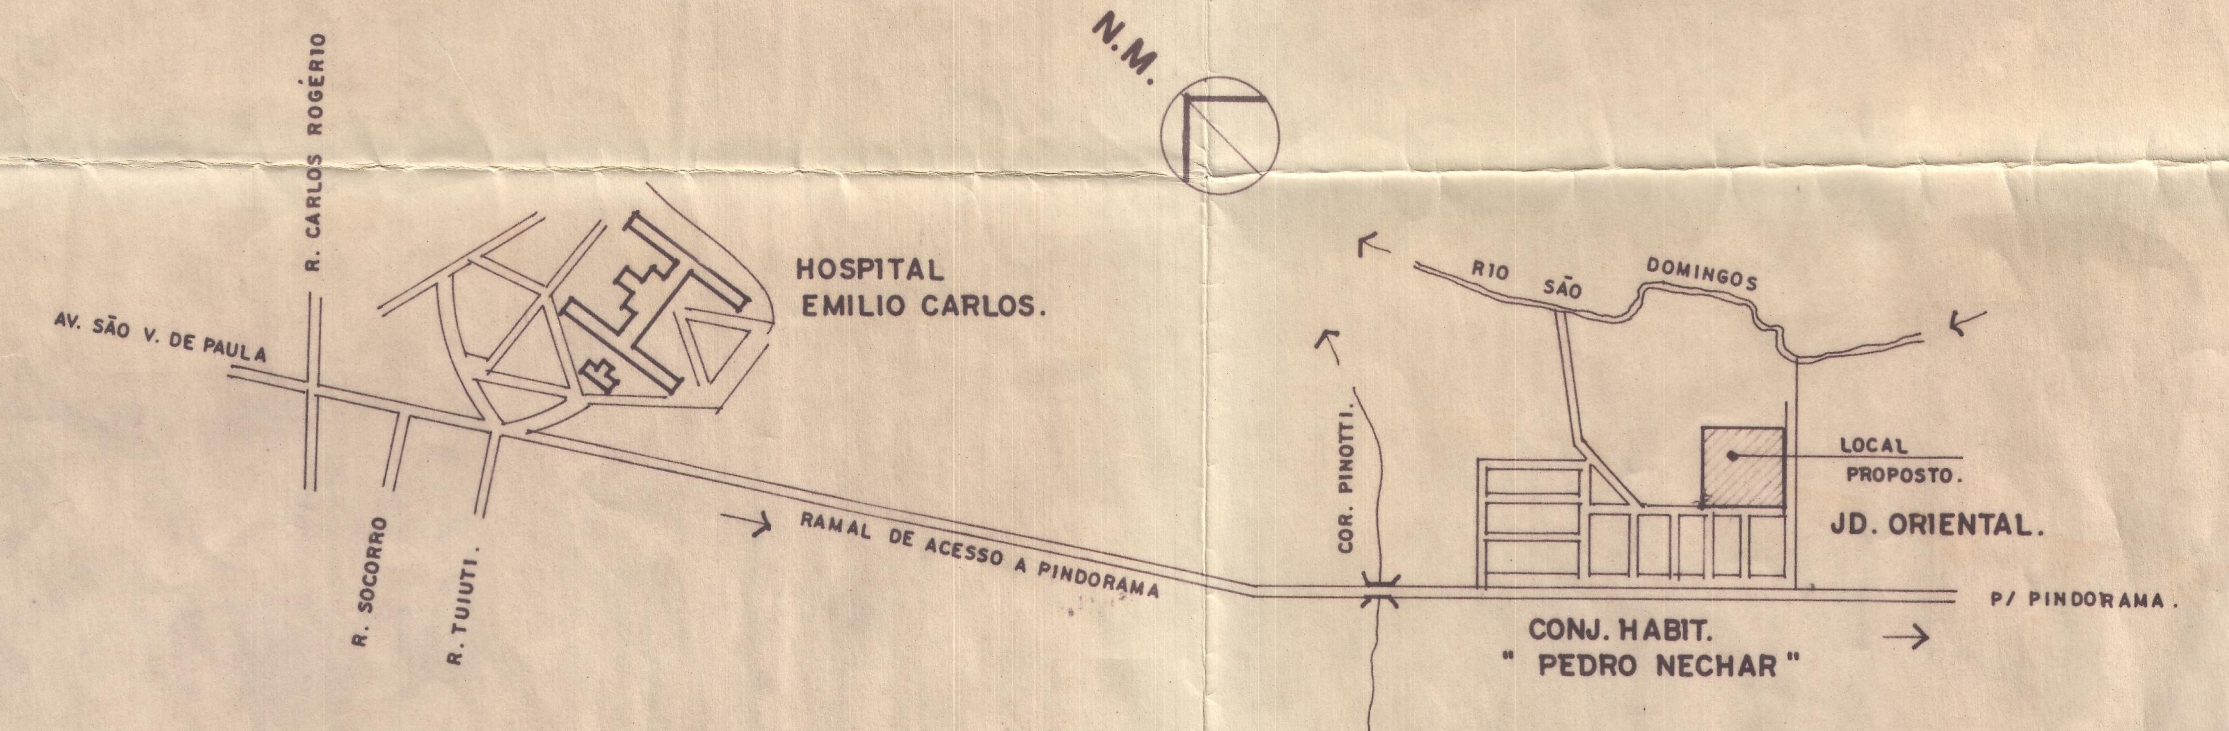 N.M.
R. CARLOS ROGÉRIO
HOSPITAL
EMILIO CARLOS.
AV. SÃO V. DE PAULA
RIO SÃO DOMINGOS
COR. PINOTTI.
LOCAL
PROPOSTO.
JD. ORIENTAL.
R. SOCORRO
R. TUIUTI.
RAMAL DE ACESSO A PINDORAMA
P/ PINDORAMA.
CONJ. HABIT.
" PEDRO NECHAR "